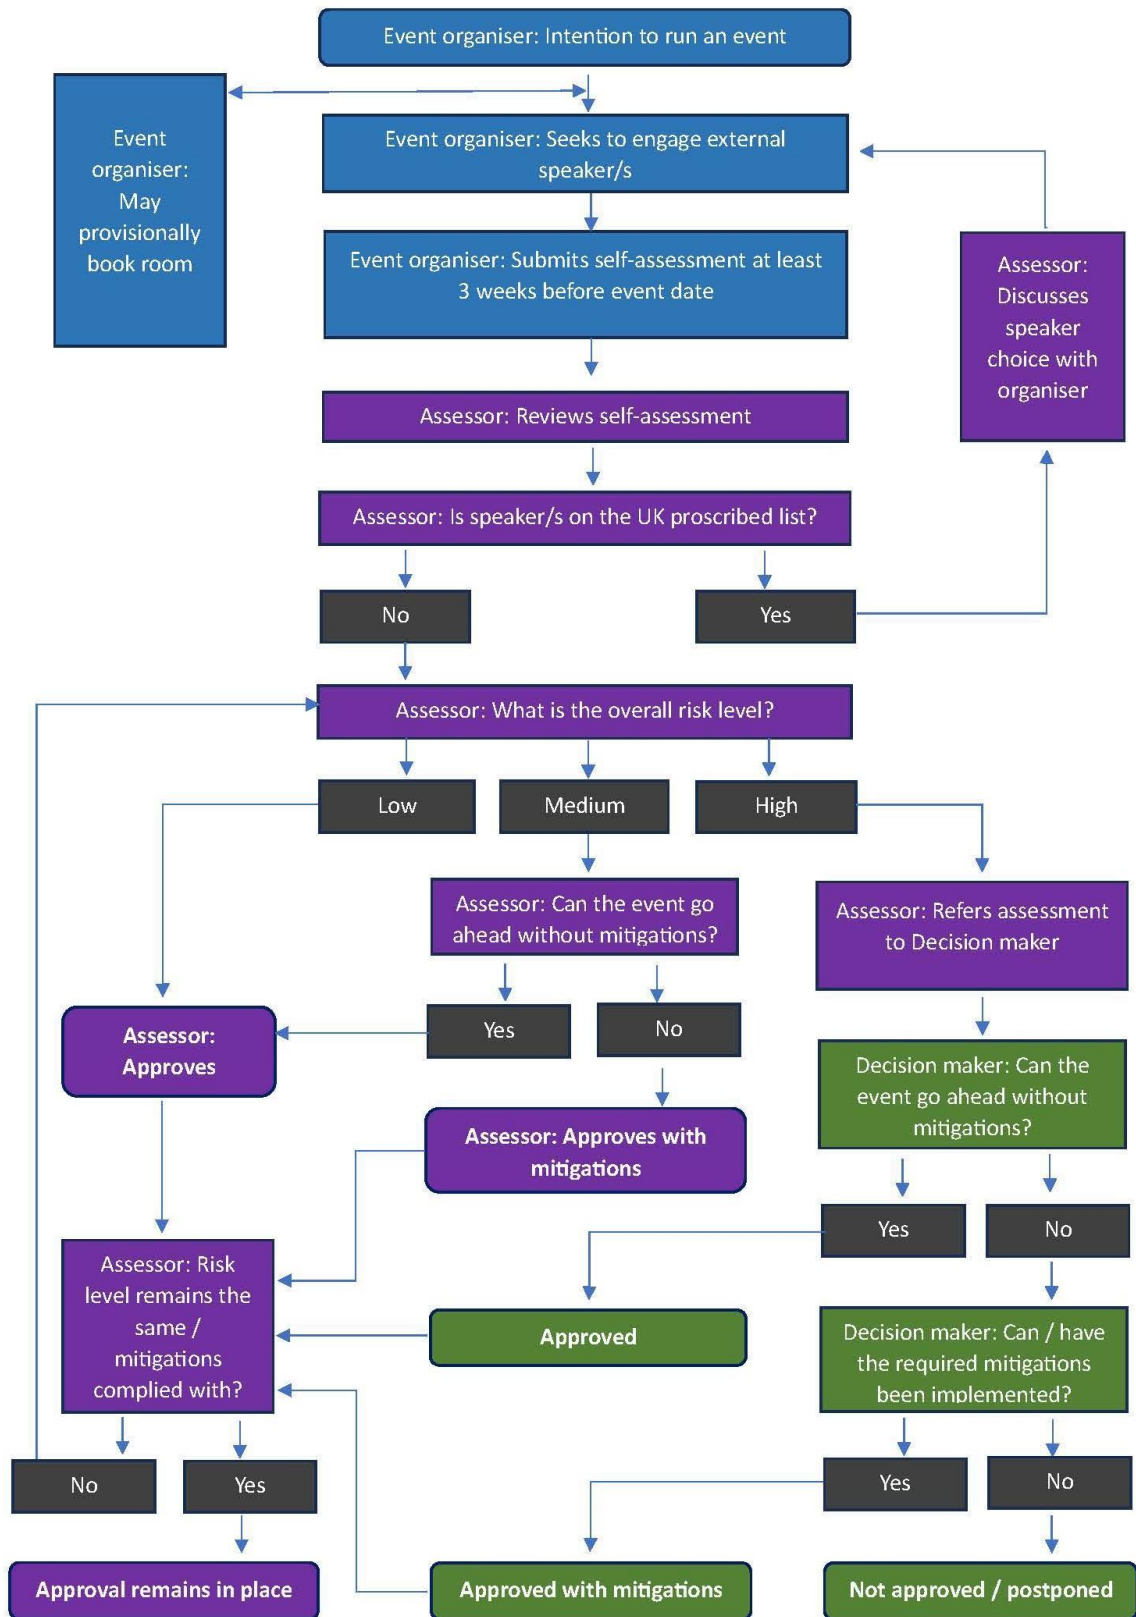 Event organiser: Intention to run an event
Event
organiser:
May
provisionally
book room
Event organiser: Seeks to engage external
speaker/s
Event organiser: Submits self-assessment at least
3 weeks before event date
Assessor:
Discusses
speaker
choice with
organiser
Assessor: Reviews self-assessment
Assessor: Is speaker/s on the UK proscribed list?
No
Yes
Assessor: What is the overall risk level?
Low
Medium
High
Assessor: Can the event go
ahead without mitigations?
Assessor: Refers assessment
to Decision maker
Yes
No
Assessor:
Approves
Decision maker: Can the
event go ahead without
mitigations?
Assessor: Approves with
mitigations
Yes
No
Assessor: Risk
level remains the
same /
mitigations
complied with?
Approved
Decision maker: Can / have
the required mitigations
been implemented?
No
Yes
Yes
No
Approval remains in place
Approved with mitigations
Not approved / postponed